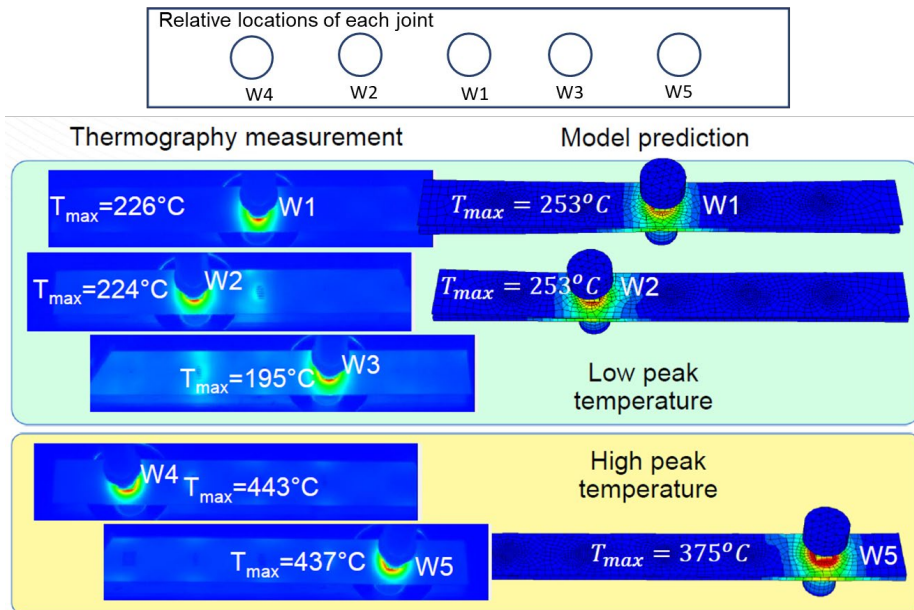 Relative locations of each joint
W4 W2 W1 W3 W5
Thermography measurement Model prediction
Tmax=226°C W1
Tmax = 253°C W1
Tmax=224°C W2
Tmax = 253°C W2
Tmax=195°C W3
Low peak
temperature
W4 Tmax=443°C
High peak
temperature
Tmax=437°C W5
Tmax = 375°C W5